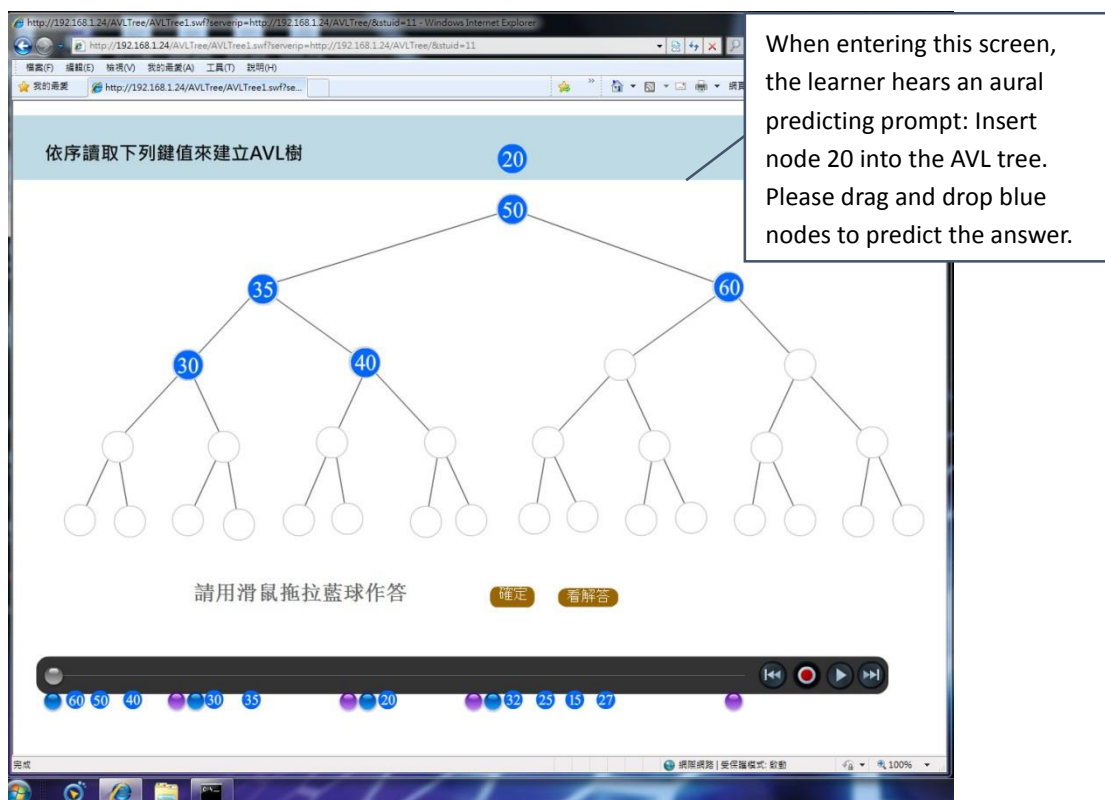 http://192.168.1.24/AVLTree/AVLTree1.swf?serverip=http://192.168.1.24/AVLTree/&stuid=11 - Windows Internet Explorer
http://192.168.1.24/AVLTree/AVLTree1.swf?serverip=http://192.168.1.24/AVLTree/&stuid=11
檔案(F) 編輯(E) 檢視(V) 我的最愛(A) 工具(T) 說明(H)
我的最愛 http://192.168.1.24/AVLTree/AVLTree1.swf?se...
When entering this screen,
the learner hears an aural
predicting prompt: Insert
node 20 into the AVL tree.
Please drag and drop blue
nodes to predict the answer.
依序讀取下列鍵值來建立AVL樹
20
50
35 60
30 40
請用滑鼠拖拉藍球作答 確定 看解答
60 50 40 30 35 20 32 25 15 27
完成 網際網路 | 受保護模式: 啟動 100%